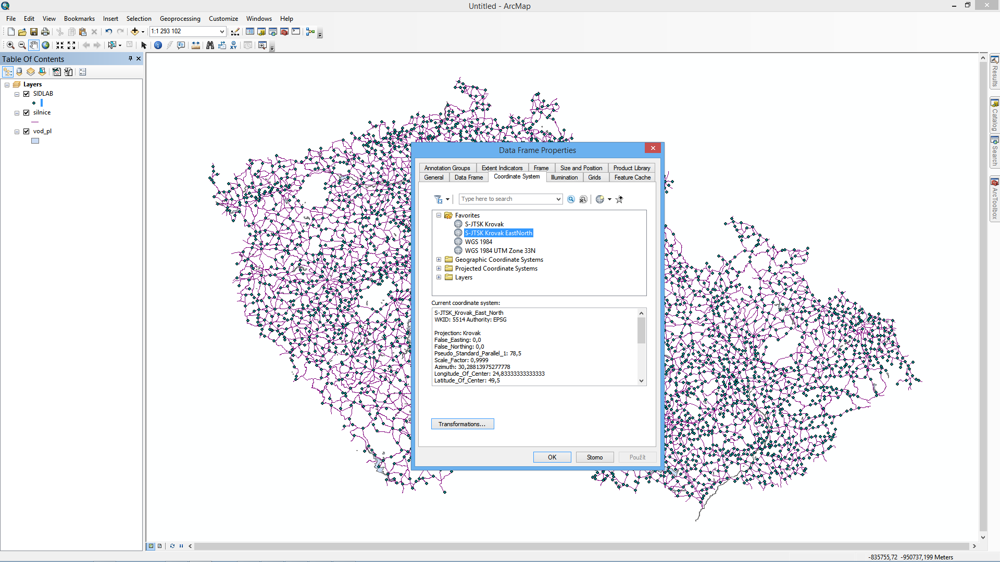 Untitled - ArcMap
File Edit View Bookmarks Insert Selection Geoprocessing Customize Windows Help
1:1 293 102
Table Of Contents
Layers
SIDLAB
silnice
vod_pl
Data Frame Properties
Annotation Groups Extent Indicators Frame Size and Position Product Library
General Data Frame Coordinate System Illumination Grids Feature Cache
Type here to search
Favorites
S-JTSK Krovak
S-JTSK Krovak EastNorth
WGS 1984
WGS 1984 UTM Zone 33N
Geographic Coordinate Systems
Projected Coordinate Systems
Layers
Current coordinate system:
S-JTSK_Krovak_East_North
WKID: 5514 Authority: EPSG
Projection: Krovak
False_Easting: 0,0
False_Northing: 0,0
Pseudo_Standard_Parallel_1: 78,5
Scale_Factor: 0,9999
Azimuth: 30,28813975277778
Longitude_Of_Center: 24,83333333333333
Latitude_Of_Center: 49,5
Transformations...
OK Storno Použít
Results
Catalog
Search
ArcToolbox
-835755,72 -950737,199 Meters